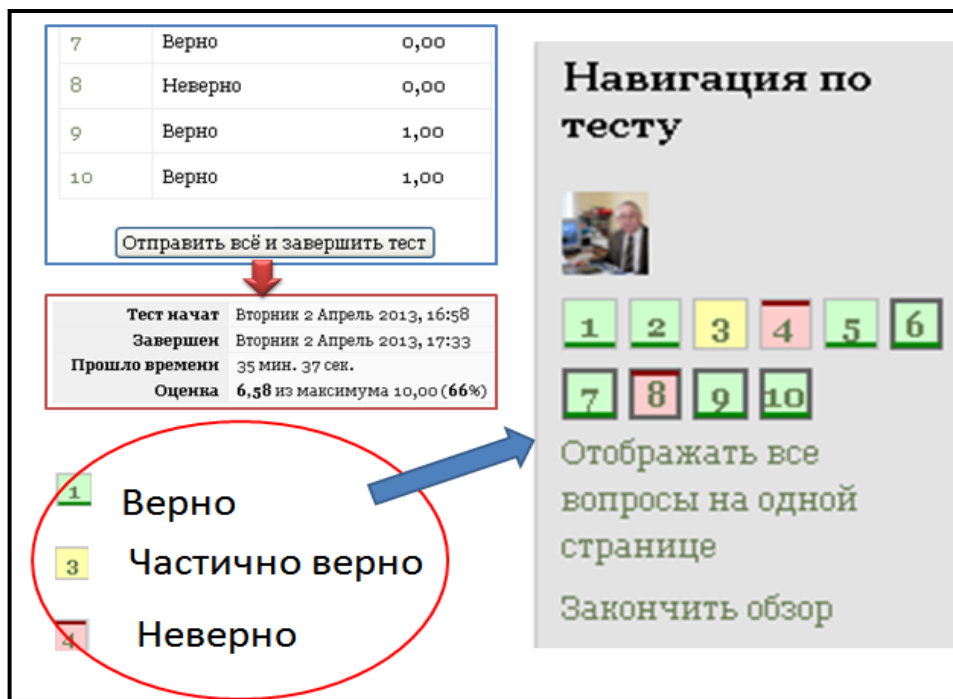 7 Верно 0,00
8 Неверно 0,00
9 Верно 1,00
10 Верно 1,00
Отправить всё и завершить тест
Тест начат Вторник 2 Апрель 2013, 16:58
Завершен Вторник 2 Апрель 2013, 17:33
Прошло времени 35 мин. 37 сек.
Оценка 6,58 из максимума 10,00 (66%)
1 Верно
3 Частично верно
4 Неверно
Навигация по
тесту
1 2 3 4 5 6
7 8 9 10
Отображать все
вопросы на одной
странице
Закончить обзор